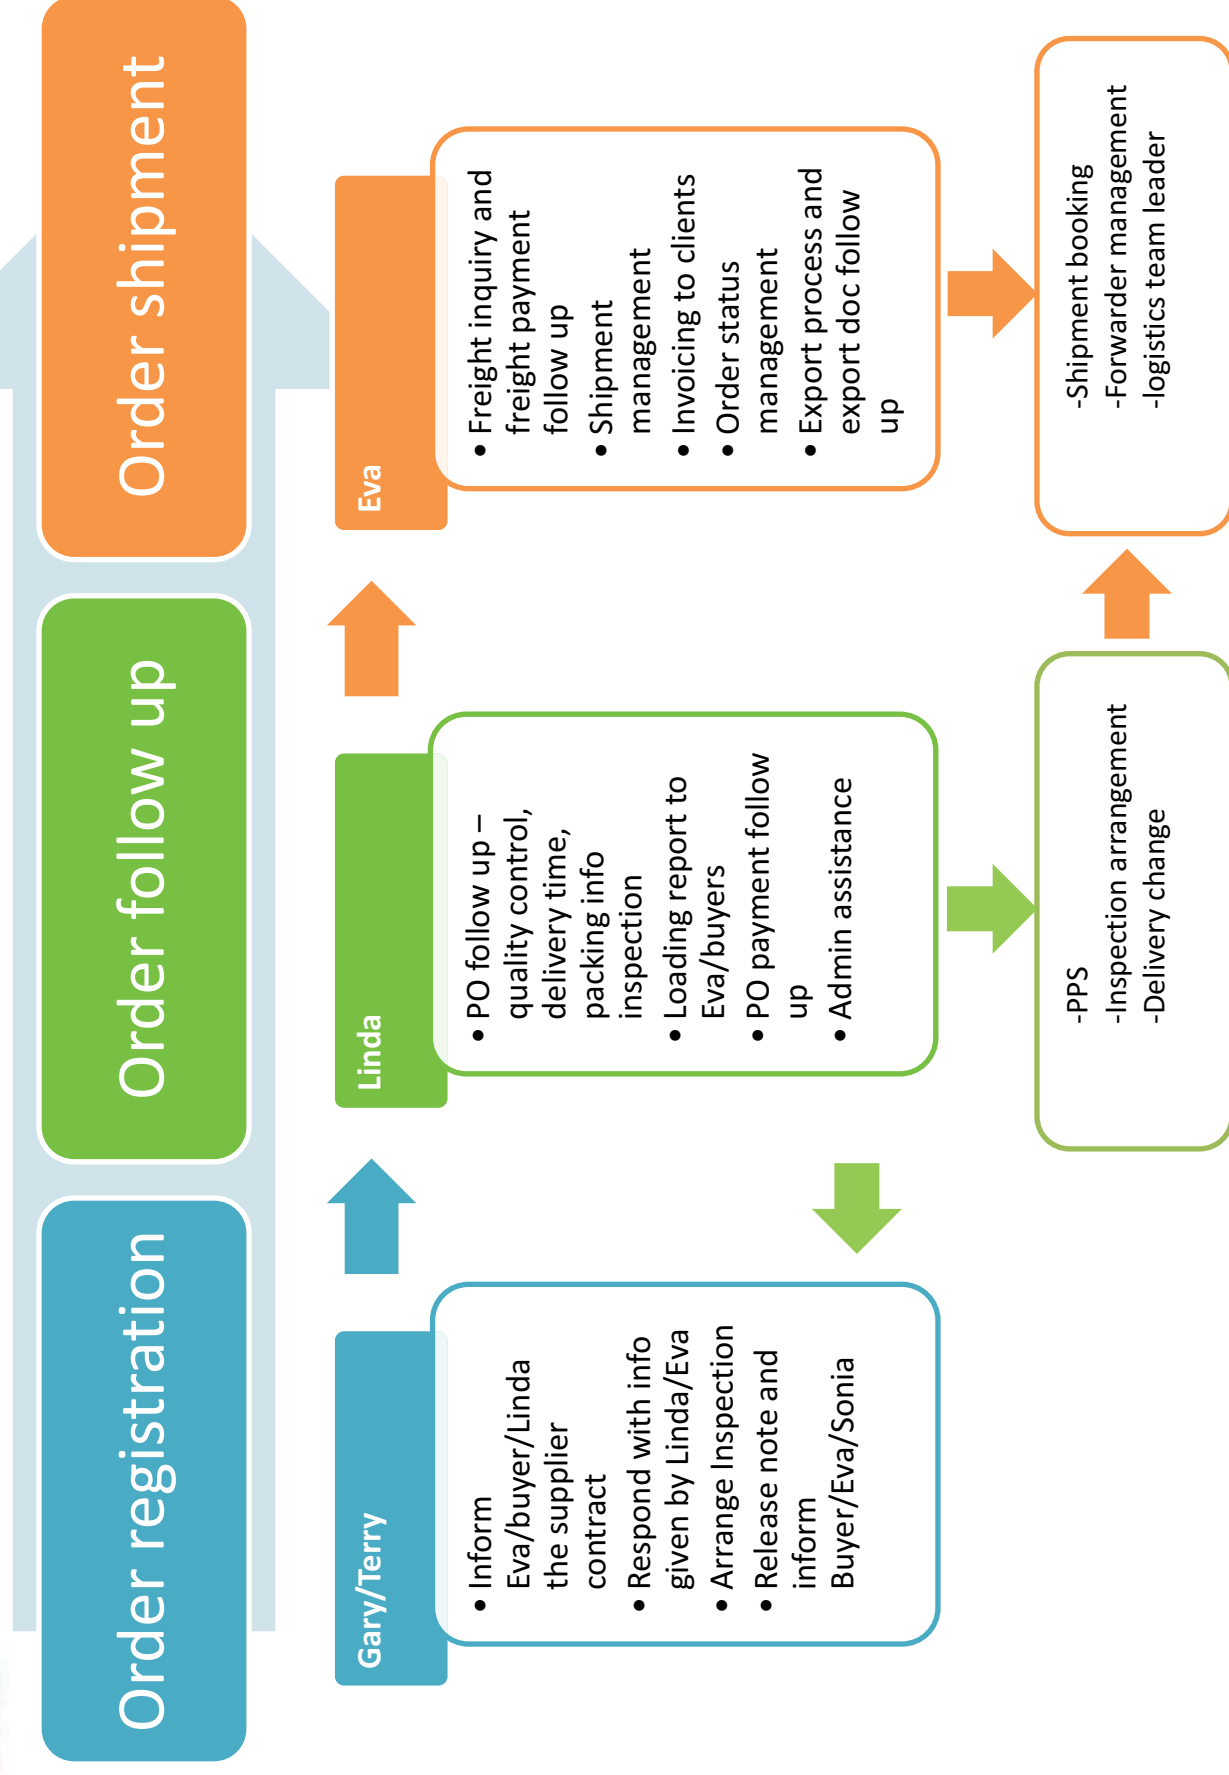 Order registration
Order follow up
Order shipment
Gary/Terry
• Inform
Eva/buyer/Linda
the supplier
contract
• Respond with info
given by Linda/Eva
• Arrange Inspection
• Release note and
inform
Buyer/Eva/Sonia
Linda
• PO follow up –
quality control,
delivery time,
packing info
inspection
• Loading report to
Eva/buyers
• PO payment follow
up
• Admin assistance
Eva
• Freight inquiry and
freight payment
follow up
• Shipment
management
• Invoicing to clients
• Order status
management
• Export process and
export doc follow
up
-PPS
-Inspection arrangement
-Delivery change
-Shipment booking
-Forwarder management
-logistics team leader